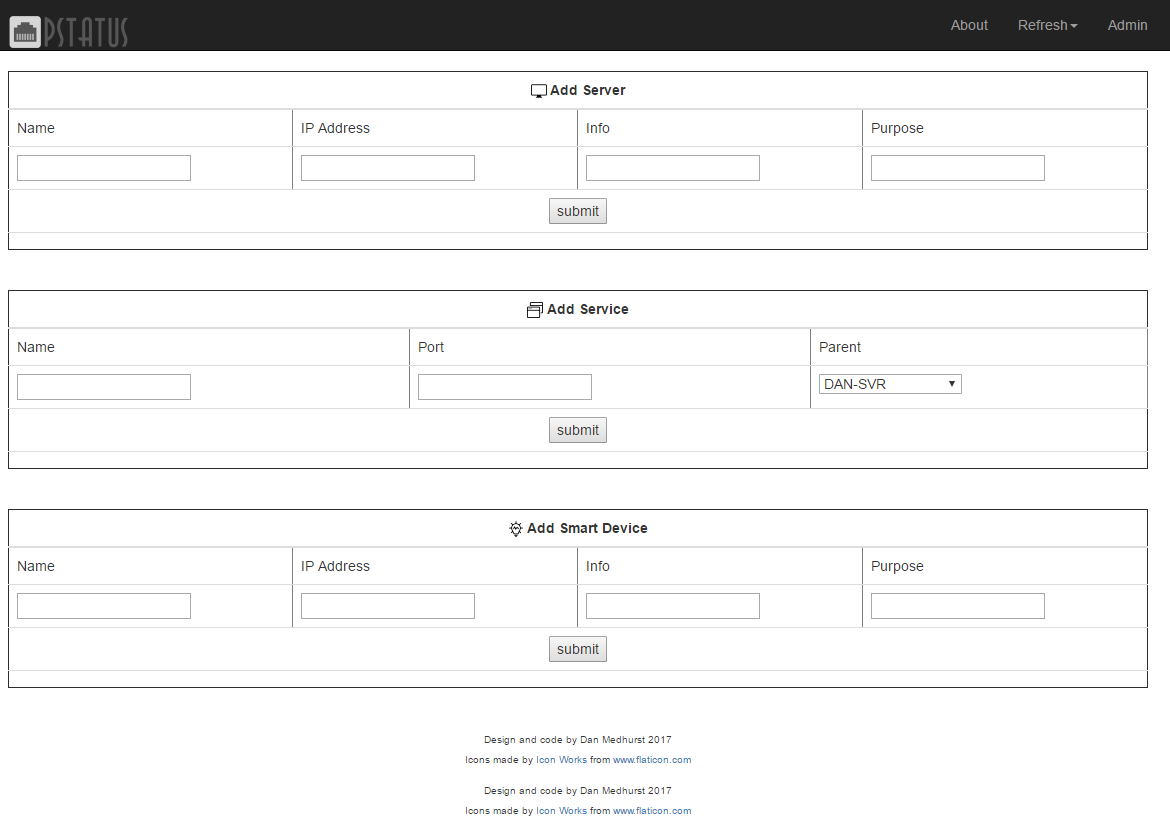 PSTATUS About Refresh Admin
Add Server
Name IP Address Info Purpose
submit
Add Service
Name Port Parent
DAN-SVR
submit
Add Smart Device
Name IP Address Info Purpose
submit
Design and code by Dan Medhurst 2017
Icons made by Icon Works from www.flaticon.com
Design and code by Dan Medhurst 2017
Icons made by Icon Works from www.flaticon.com